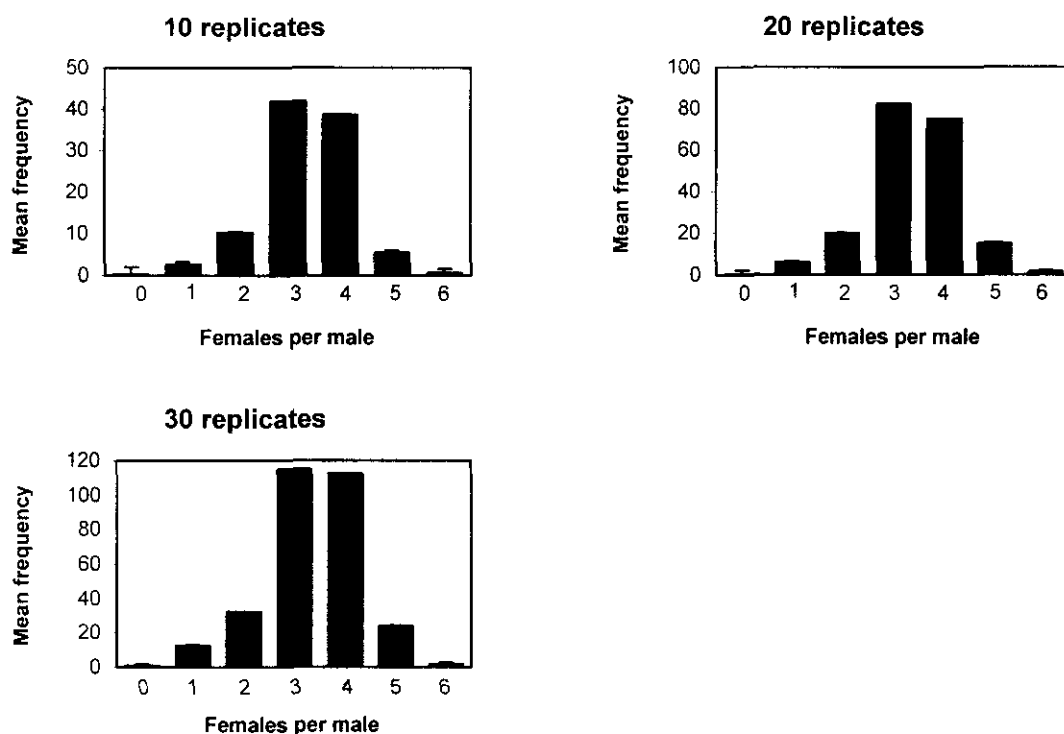 10 replicates
Mean frequency
50
40
30
20
10
0
0 1 2 3 4 5 6
Females per male
20 replicates
Mean frequency
100
80
60
40
20
0
0 1 2 3 4 5 6
Females per male
30 replicates
Mean frequency
120
100
80
60
40
20
0
0 1 2 3 4 5 6
Females per male